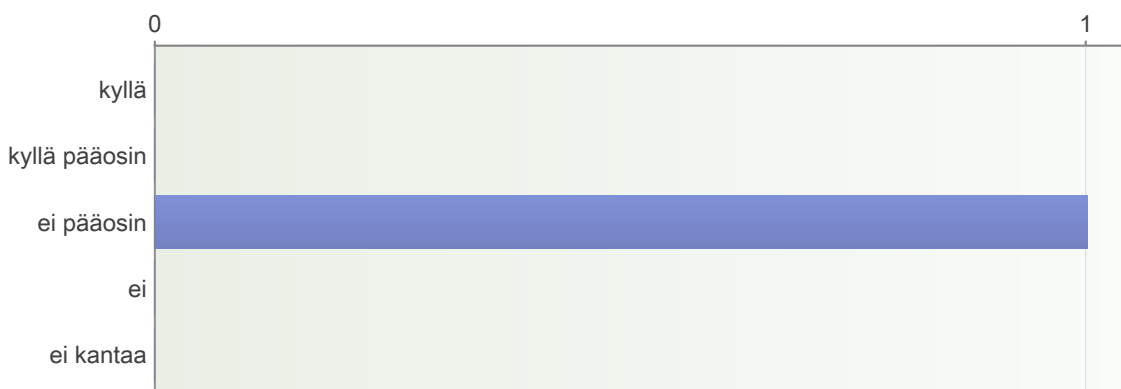 0 1
kyllä
kyllä pääosin
ei pääosin
ei
ei kantaa